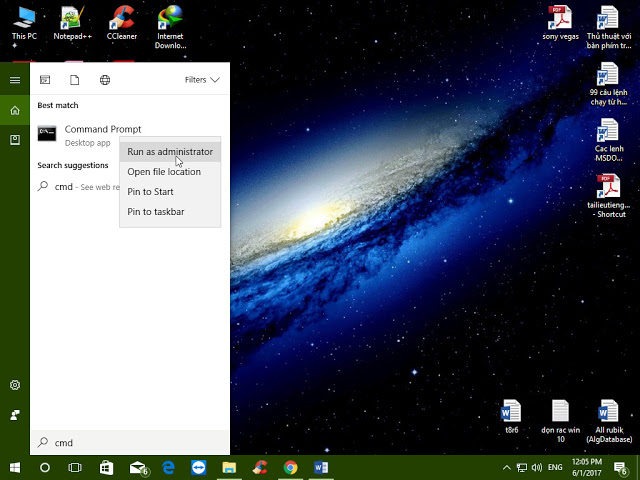 This PC
Notepad++
CCleaner
Internet
Downlo...
sony vegas
Thủ thuật với
bàn phím tr...
Filters
Best match
Command Prompt
Desktop app
Run as administrator
Open file location
Pin to Start
Pin to taskbar
Search suggestions
cmd - See web re
99 câu lệnh
chạy từ h...
Cac lenh
MSDO...
tailieutieng...
- Shortcut
t8r6
dọn rac win
10
All rubik
(AlgDatabase)
cmd
6
ENG
12:05 PM
6/1/2017
6